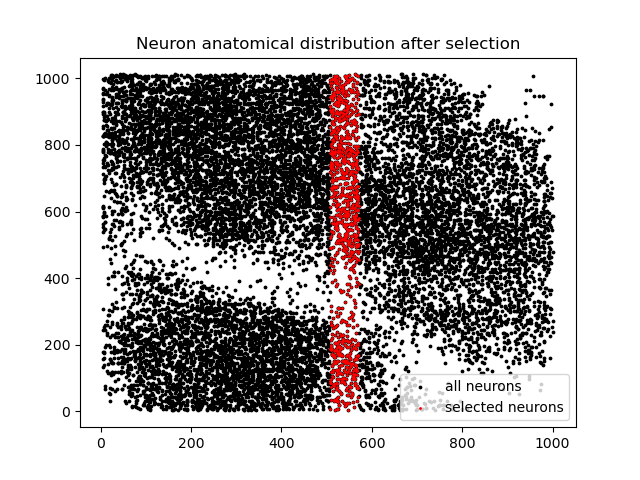 Neuron anatomical distribution after selection
1000
800
600
400
200
0
0 200 400 600 800 1000
all neurons
selected neurons